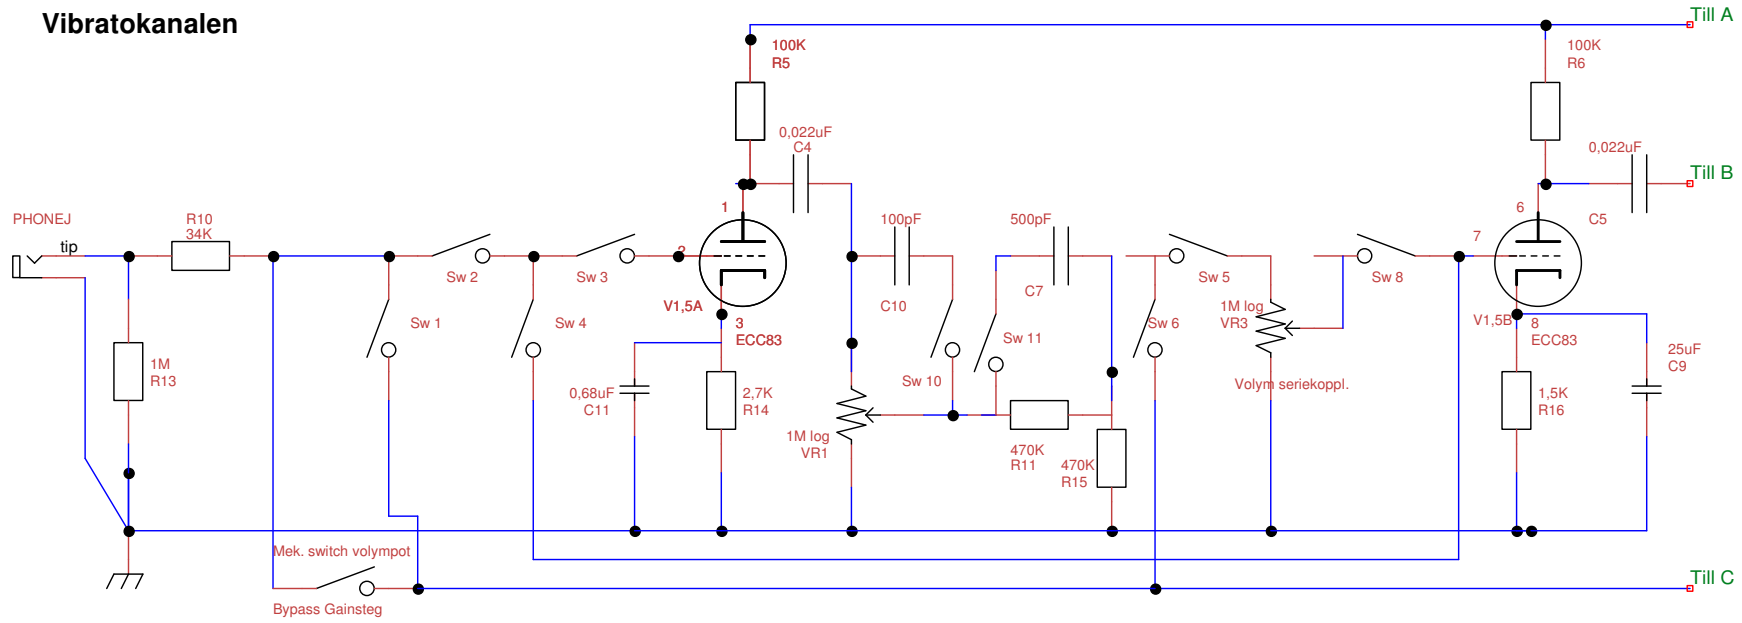 Vibratokanalen
Till A
100K
R5
100K
R6
0,022uF
C4
0,022uF
Till B
PHONEJ
tip
R10
34K
1
2
100pF
500pF
6
7
C5
Sw 2
Sw 3
Sw 5
Sw 8
C10
C7
V1,5A
3
ECC83
Sw 1
Sw 4
Sw 11
Sw 6
1M log
VR3
V1,5B
8
ECC83
25uF
C9
1M
R13
0,68uF
C11
2,7K
R14
Sw 10
Volym seriekoppl.
1,5K
R16
1M log
VR1
470K
R11
470K
R15
Mek. switch volympot
Bypass Gainsteg
Till C